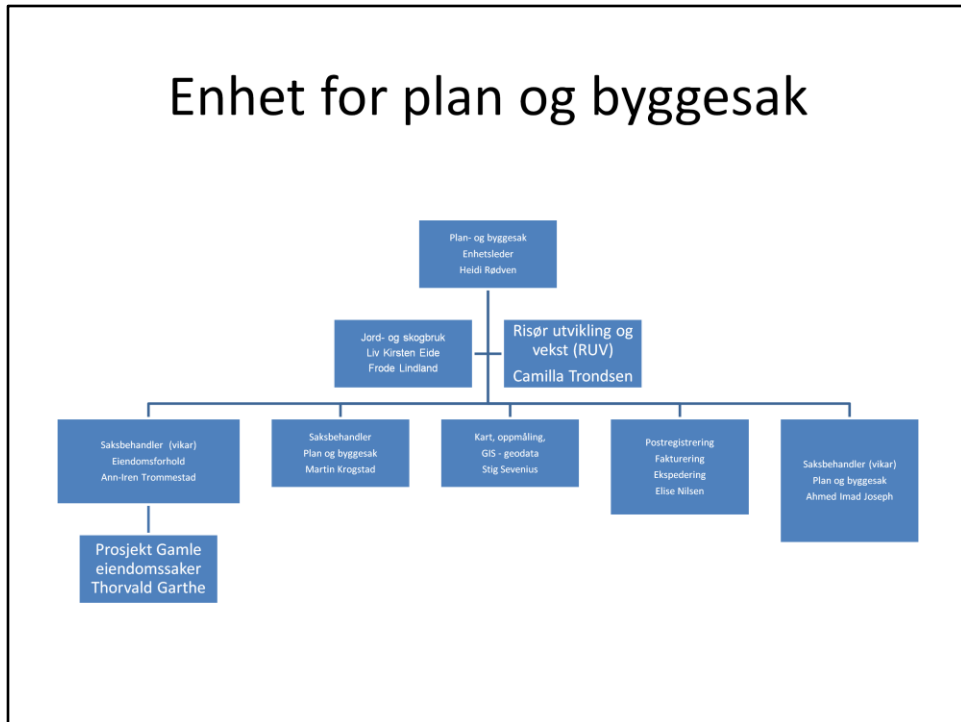 Enhet for plan og byggesak
Plan- og byggesak
Enhetsleder
Heidi Rødven
Jord- og skogbruk
Liv Kirsten Eide
Frode Lindland
Risør utvikling og
vekst (RUV)
Camilla Trondsen
Saksbehandler (vikar)
Eiendomsforhold
Ann-Iren Trommestad
Saksbehandler
Plan og byggesak
Martin Krogstad
Kart, oppmåling,
GIS - geodata
Stig Sevenius
Postregistrering
Fakturering
Ekspedering
Elise Nilsen
Saksbehandler (vikar)
Plan og byggesak
Ahmed Imad Joseph
Prosjekt Gamle
eiendomssaker
Thorvald Garthe